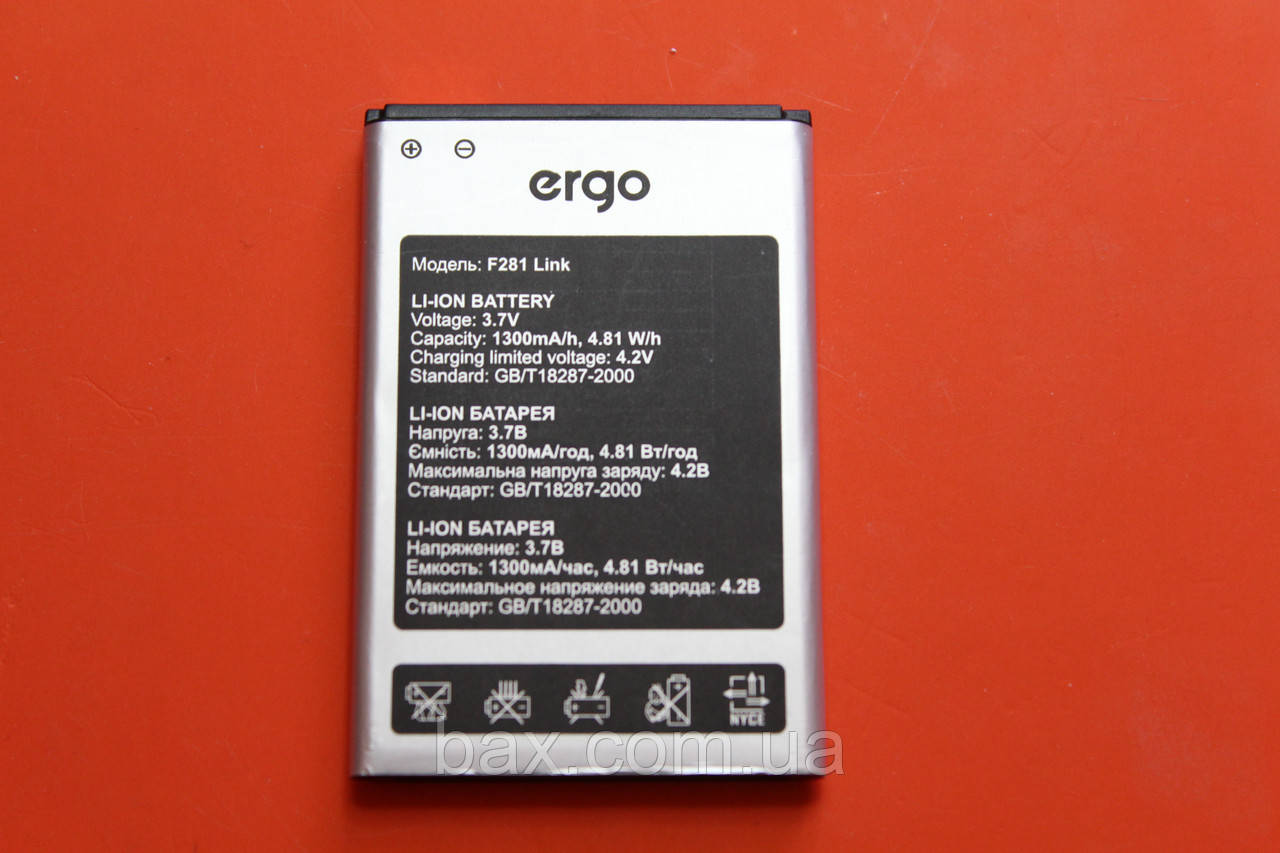 ergo
Модель: F281 Link
LI-ION BATTERY
Voltage: 3.7V
Capacity: 1300mA/h, 4.81 W/h
Charging limited voltage: 4.2V
Standard: GB/T18287-2000
LI-ION БАТАРЕЯ
Напруга: 3.7В
Ємність: 1300мА/год, 4.81 Вт/год
Максимальна напруга заряду: 4.2В
Стандарт: GB/T18287-2000
LI-ION БАТАРЕЯ
Напряжение: 3.7В
Емкость: 1300мА/час, 4.81 Вт/час
Максимальное напряжение заряда: 4.2В
Стандарт: GB/T18287-2000
NYCE
bax.com.ua